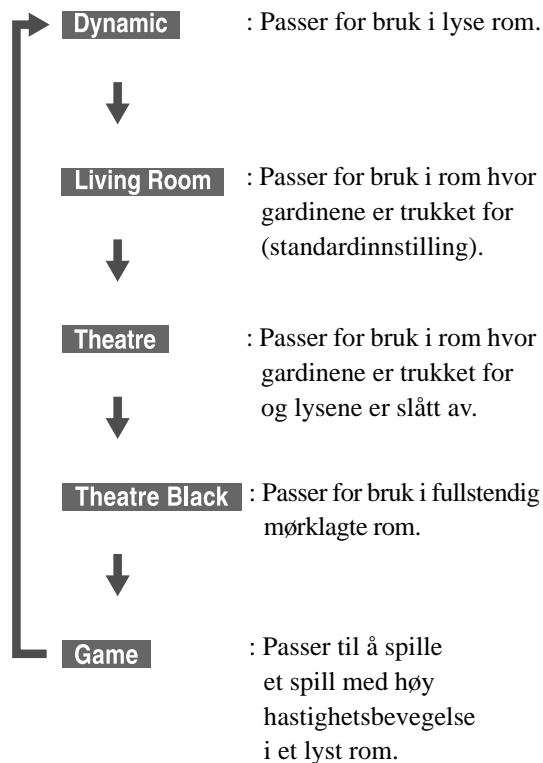 Dynamic : Passer for bruk i lyse rom.
Living Room : Passer for bruk i rom hvor
gardinene er trukket for
(standardinnstilling).
Theatre : Passer for bruk i rom hvor
gardinene er trukket for
og lysene er slått av.
Theatre Black : Passer for bruk i fullstendig
mørklagte rom.
Game : Passer til å spille
et spill med høy
hastighetsbevegelse
i et lyst rom.